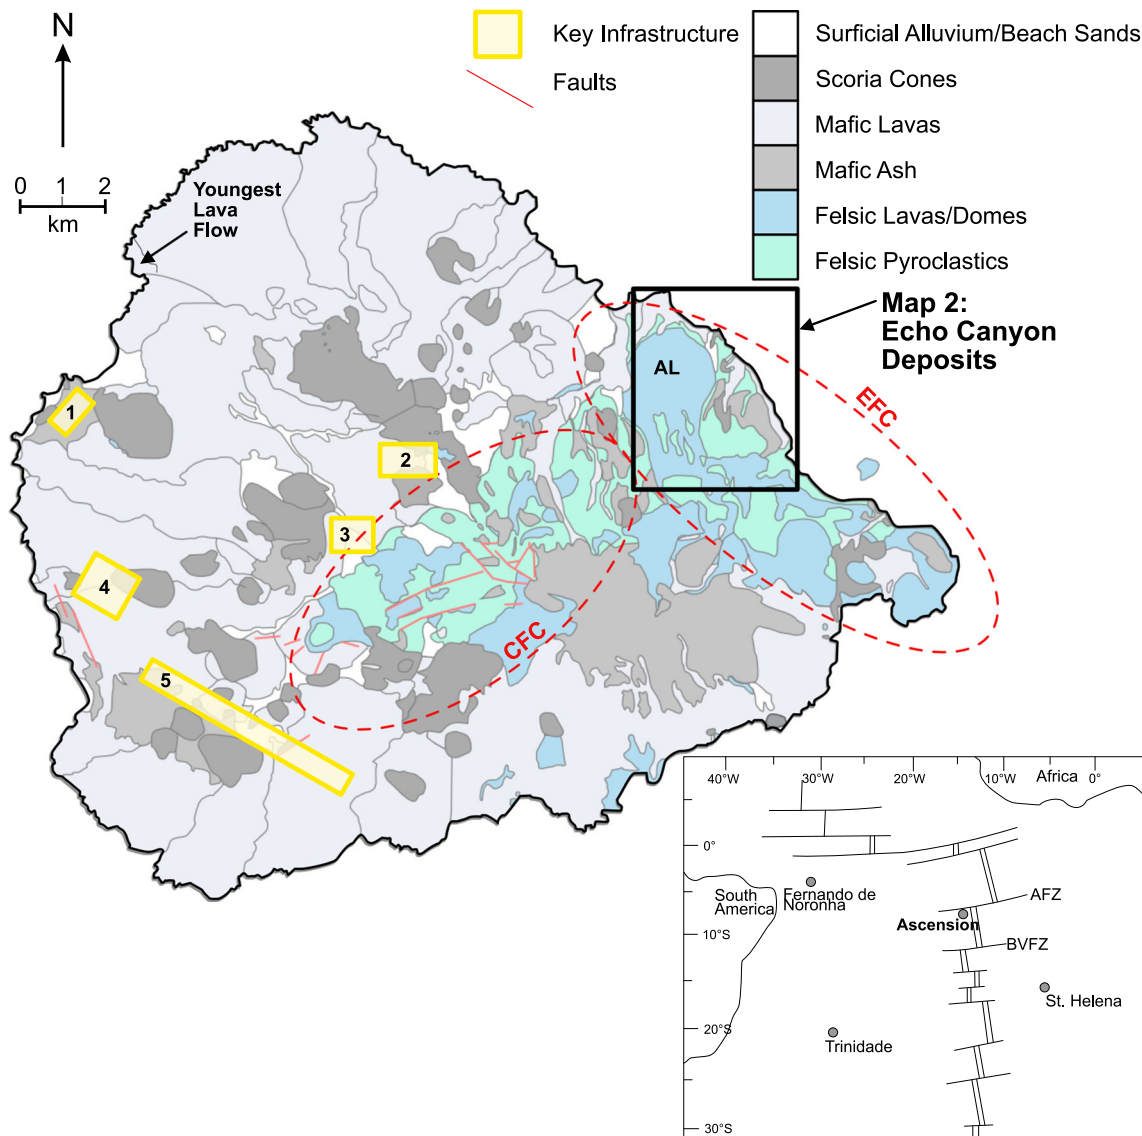 N
0 1 2
km
Key Infrastructure
Faults
Surficial Alluvium/Beach Sands
Scoria Cones
Mafic Lavas
Mafic Ash
Felsic Lavas/Domes
Felsic Pyroclastics
Youngest
Lava
Flow
Map 2:
Echo Canyon
Deposits
AL
EFC
CFC
1
2
3
4
5
40°W 30°W 20°W 10°W 0°
Africa
0°
10°S
20°S
30°S
South
America
Fernando de
Noronha
Ascension
AFZ
BVFZ
St. Helena
Trinidade